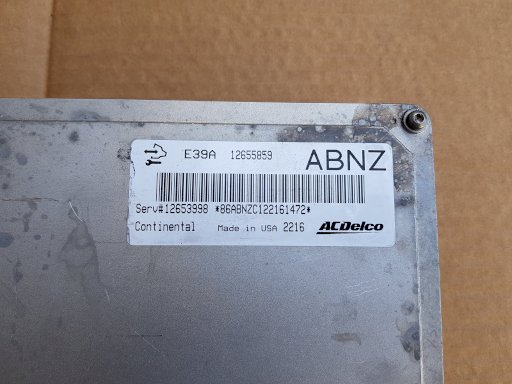 E39A 12655859 ABNZ
Serv#12653998 *86ABNZC122161472*
Continental Made in USA 2216 ACDelco